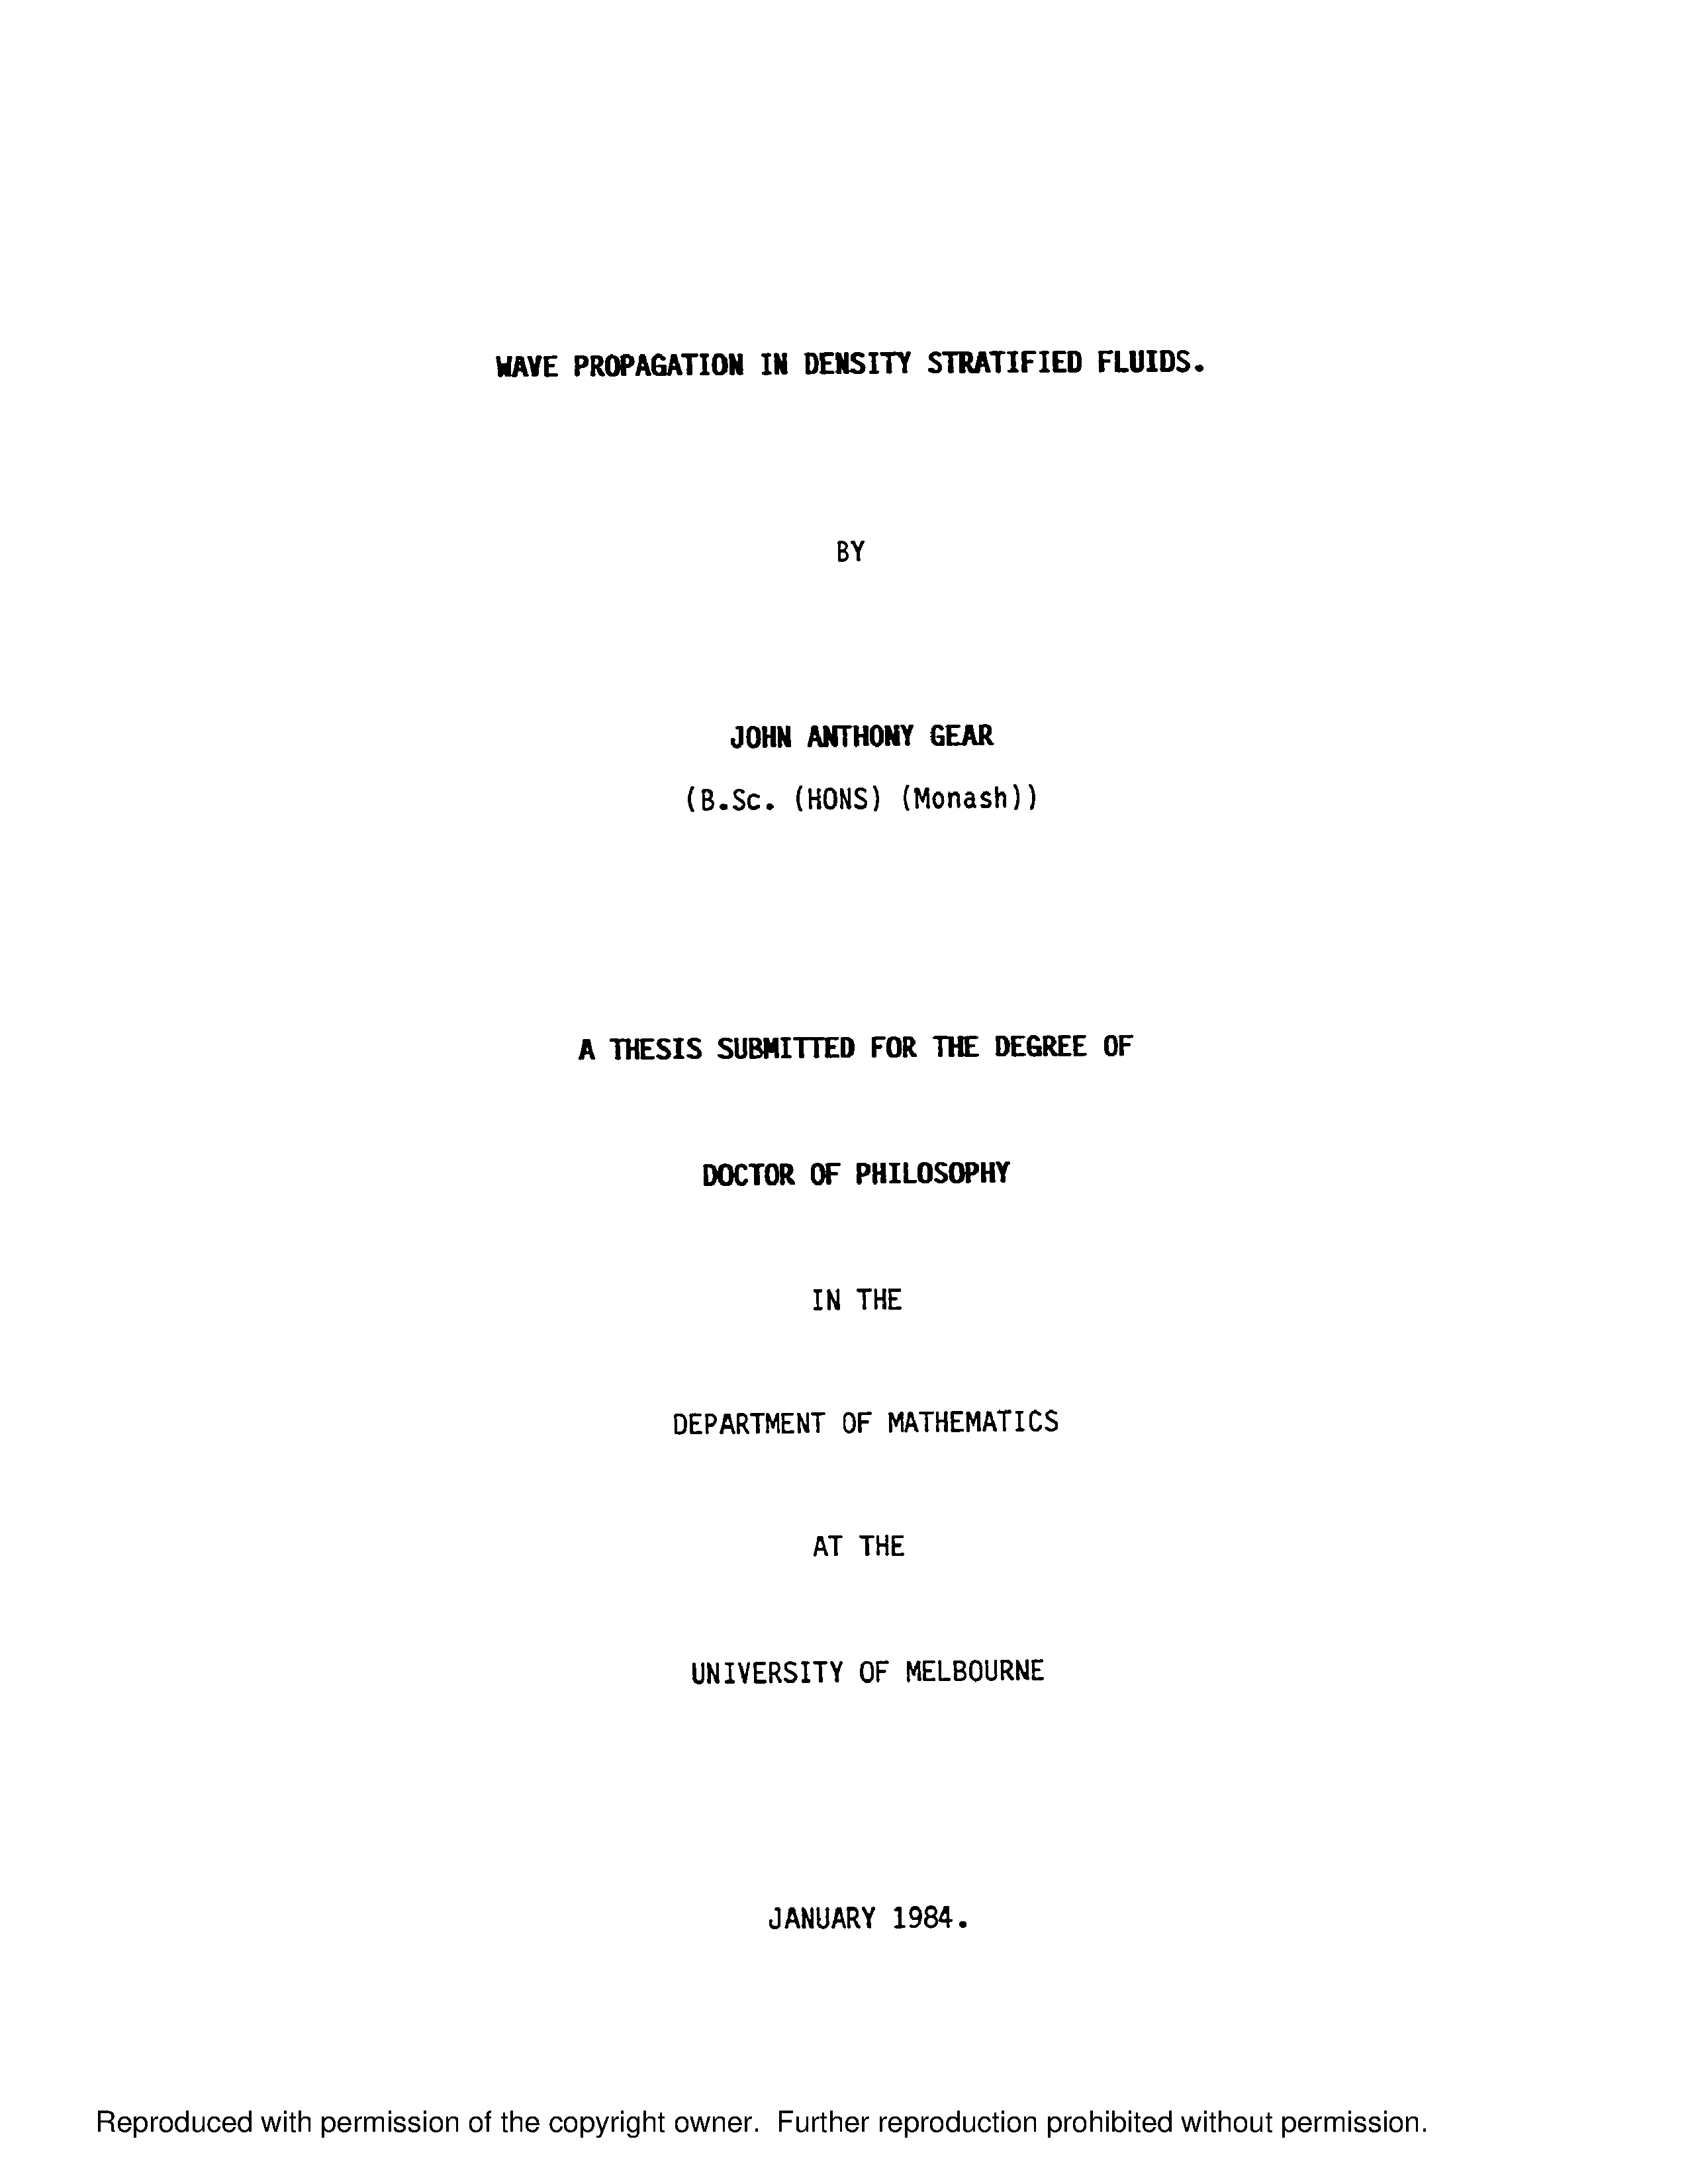 WAVE PROPAGATION IN DENSITY STRATIFIED FLUIDS.
BY
JOHN ANTHONY GEAR
(B.Sc. (HONS) (Monash))
A THESIS SUBMITTED FOR THE DEGREE OF
DOCTOR OF PHILOSOPHY
IN THE
DEPARTMENT OF MATHEMATICS
AT THE
UNIVERSITY OF MELBOURNE
JANUARY 1984.
Reproduced with permission of the copyright owner. Further reproduction prohibited without permission.